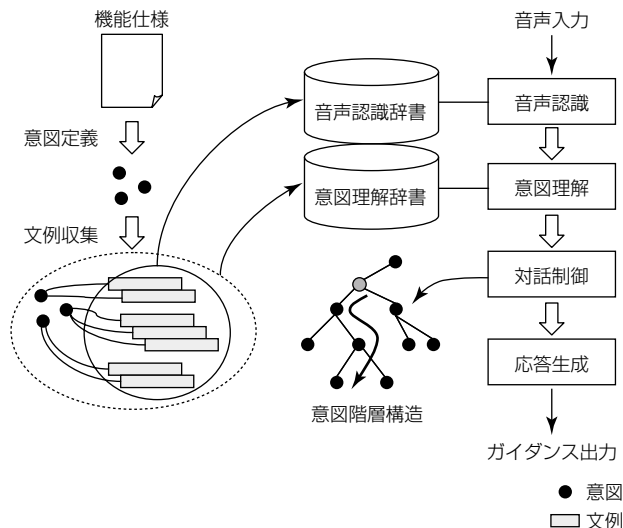 機能仕様
意図定義
文例収集
音声認識辞書
意図理解辞書
意図階層構造
音声入力
音声認識
意図理解
対話制御
応答生成
ガイダンス出力
意図
文例